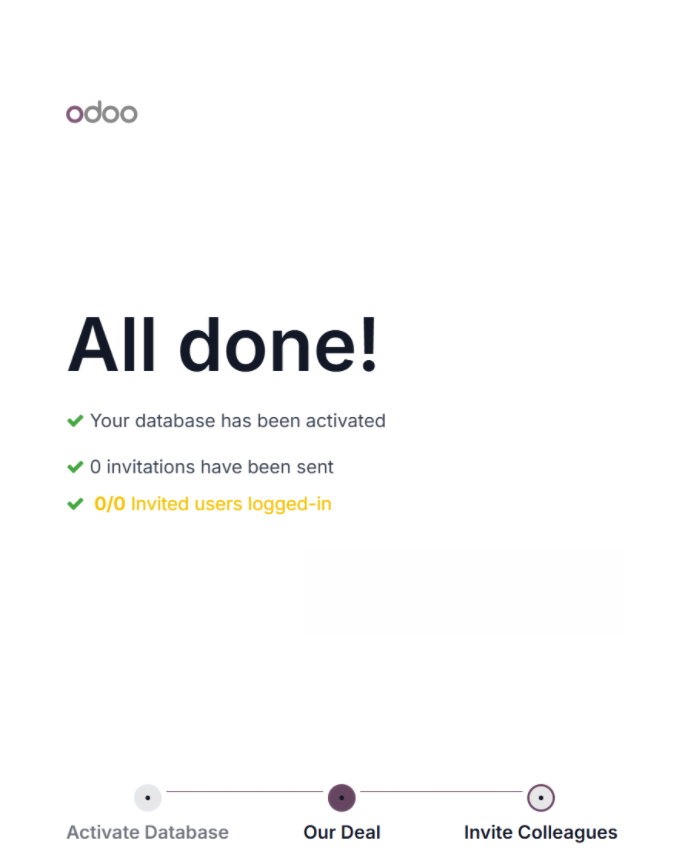 odoo
All done!
Your database has been activated
0 invitations have been sent
0/0 Invited users logged-in
Activate Database
Our Deal
Invite Colleagues